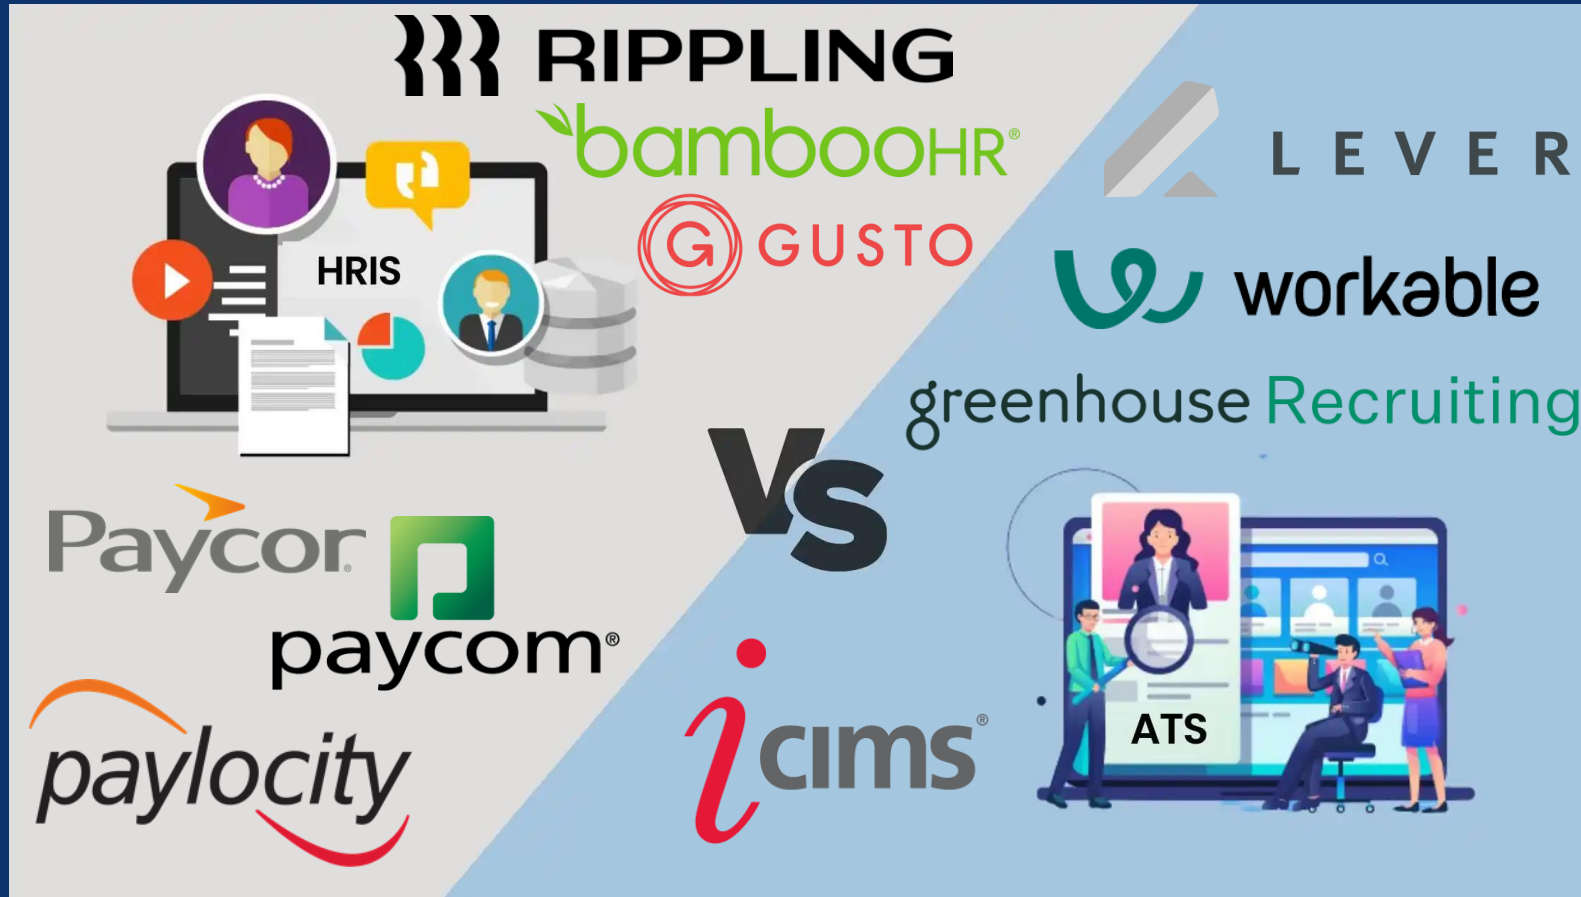 RIPPLING
bambooHR®
G GUSTO
HRIS
Paycor®
paycom®
paylocity
VS
LEVER
workable
greenhouse Recruiting
icims®
ATS